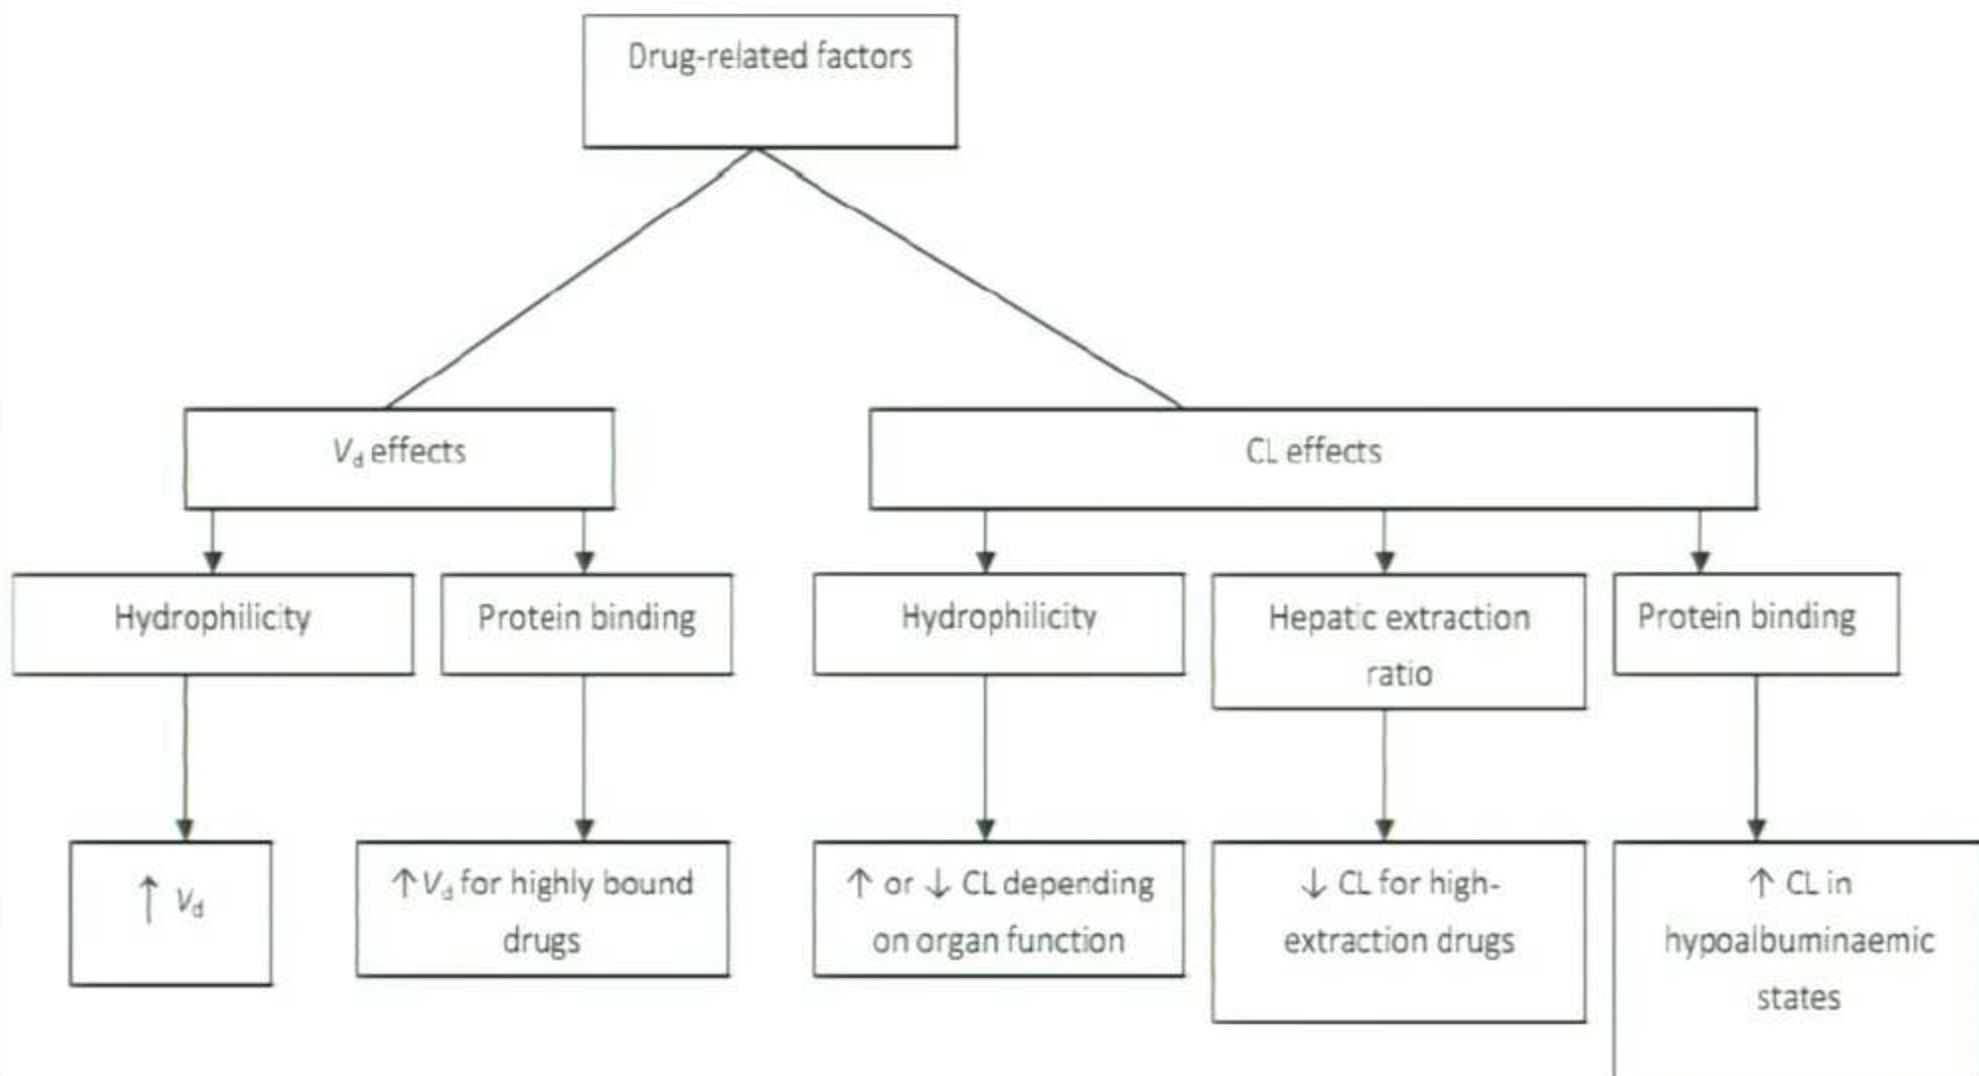 Drug-related factors
Vd effects
CL effects
Hydrophilicity
Protein binding
Hydrophilicity
Hepatic extraction
ratio
Protein binding
↑ Vd
↑Vd for highly bound
drugs
↑ or ↓ CL depending
on organ function
↓ CL for high-
extraction drugs
↑ CL in
hypoalbuminaemic
states